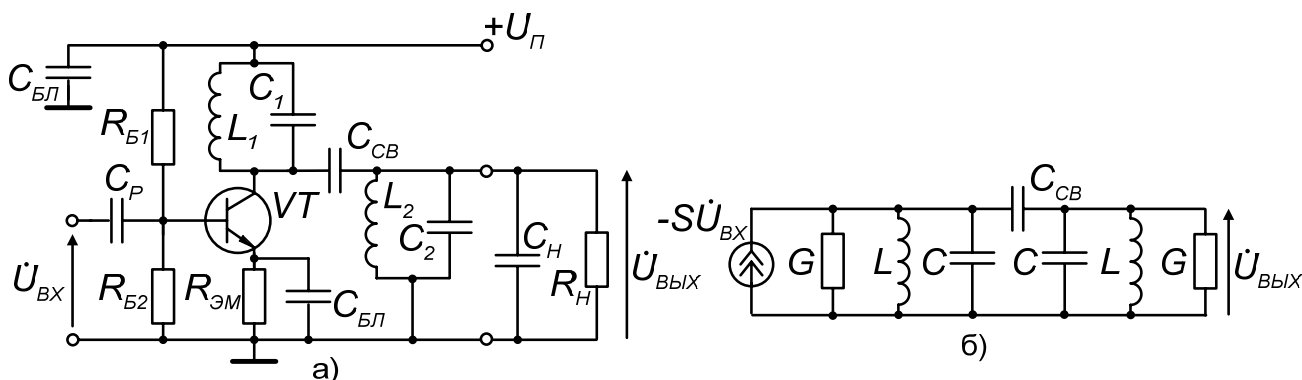 +U_П
C_БЛ
R_Б1
L_1
C_1
C_СВ
C_Р
VT
L_2
C_2
C_Н
R_Н
U̇_ВХ
R_Б2
R_ЭМ
C_БЛ
U̇_ВЫХ
а)
-SU̇_ВХ
G
L
C
C_СВ
C
L
G
U̇_ВЫХ
б)